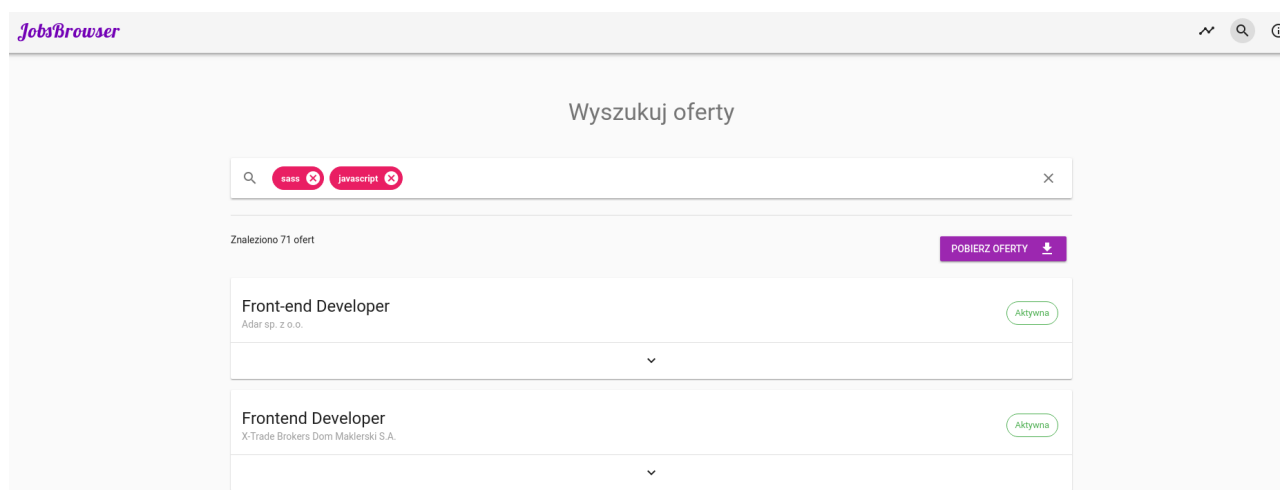 JobsBrowser
Wyszukuj oferty
sass javascript
Znaleziono 71 ofert
POBIERZ OFERTY
Front-end Developer
Adar sp. z o.o.
Aktywna
Frontend Developer
X-Trade Brokers Dom Maklerski S.A.
Aktywna